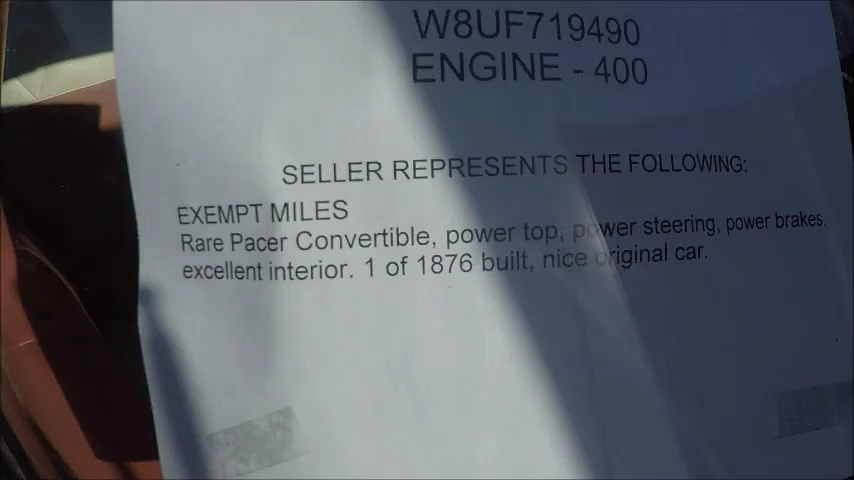 W8UF719490
ENGINE - 400
SELLER REPRESENTS THE FOLLOWING:
EXEMPT MILES
Rare Pacer Convertible, power top, power steering, power brakes,
excellent interior. 1 of 1876 built, nice original car.